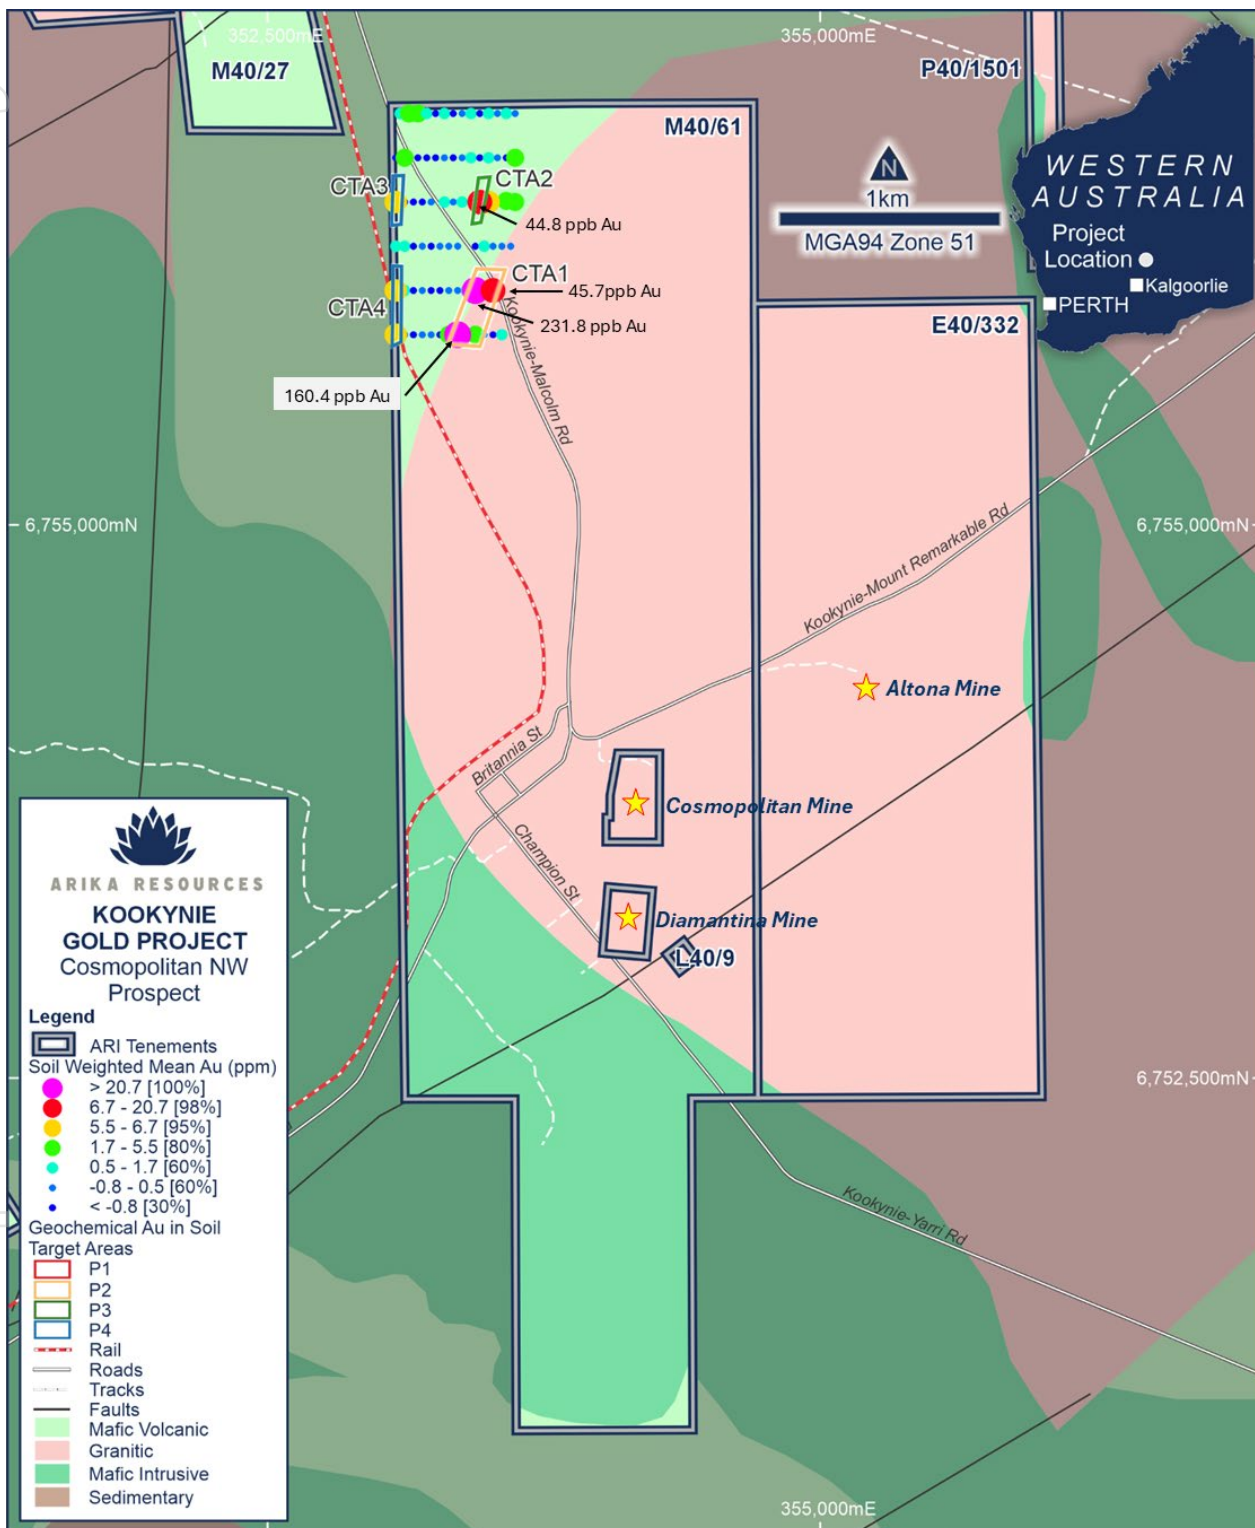 352,500mE
355,000mE
M40/27
P40/1501
M40/61
WESTERN
AUSTRALIA
Project
Location
Kalgoorlie
PERTH
N
1km
MGA94 Zone 51
CTA3
CTA2
44.8 ppb Au
CTA1
45.7ppb Au
CTA4
231.8 ppb Au
E40/332
160.4 ppb Au
Kookynie-Malcolm Rd
6,755,000mN
6,755,000mN
Kookynie-Mount Remarkable Rd
Altona Mine
Britannia St
Cosmopolitan Mine
Champion St
Diamantina Mine
L40/9
6,752,500mN
Kookynie-Yarri Rd
355,000mE
ARIKA RESOURCES
KOOKYNIE
GOLD PROJECT
Cosmopolitan NW
Prospect
Legend
ARI Tenements
Soil Weighted Mean Au (ppm)
> 20.7 [100%]
6.7 - 20.7 [98%]
5.5 - 6.7 [95%]
1.7 - 5.5 [80%]
0.5 - 1.7 [60%]
-0.8 - 0.5 [60%]
< -0.8 [30%]
Geochemical Au in Soil
Target Areas
P1
P2
P3
P4
Rail
Roads
Tracks
Faults
Mafic Volcanic
Granitic
Mafic Intrusive
Sedimentary